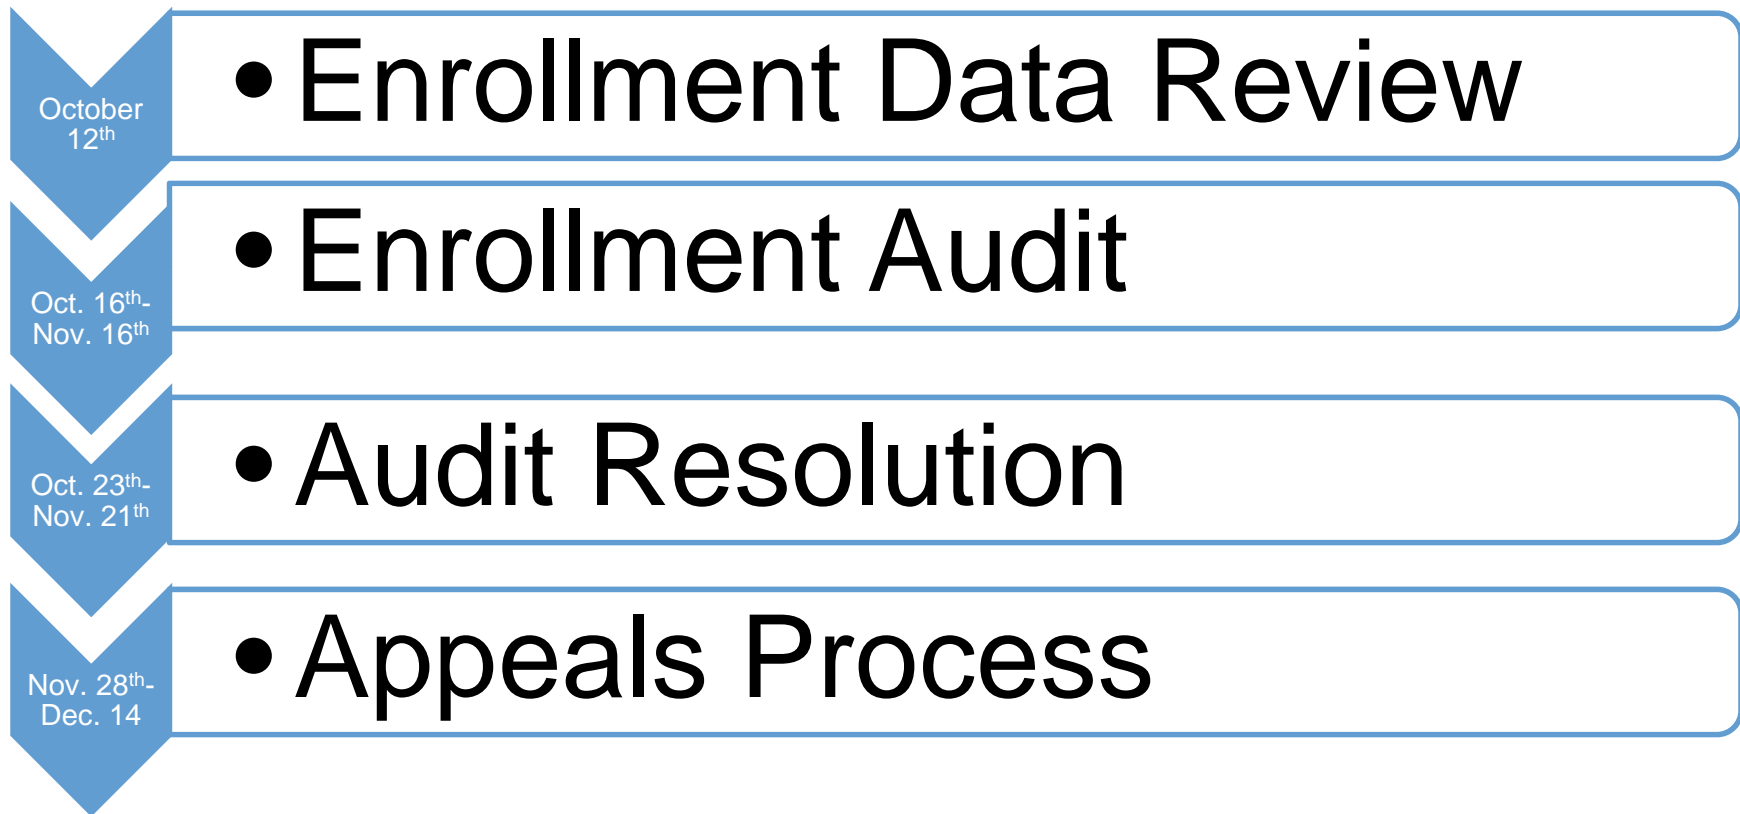 October
12th
• Enrollment Data Review
Oct. 16th-
Nov. 16th
• Enrollment Audit
Oct. 23th-
Nov. 21th
• Audit Resolution
Nov. 28th-
Dec. 14
• Appeals Process